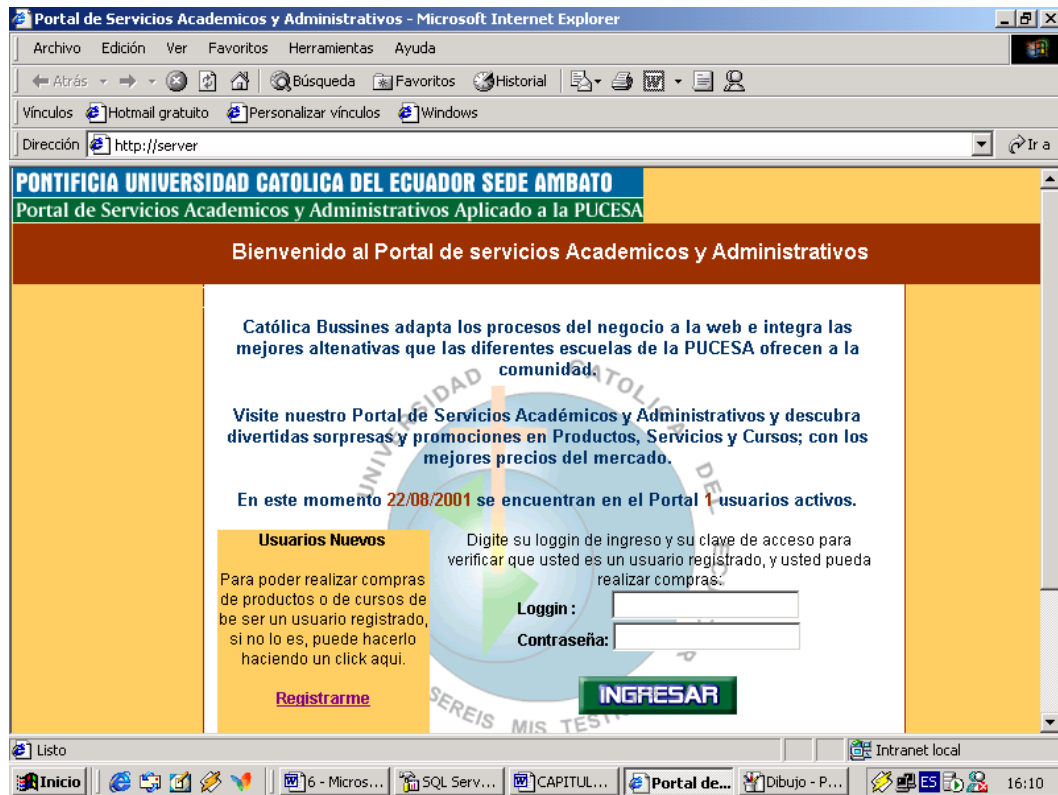 Portal de Servicios Academicos y Administrativos - Microsoft Internet Explorer
Archivo Edición Ver Favoritos Herramientas Ayuda
Atrás Búsqueda Favoritos Historial
Vínculos Hotmail gratuito Personalizar vínculos Windows
Dirección http://server Ir a
PONTIFICIA UNIVERSIDAD CATOLICA DEL ECUADOR SEDE AMBATO
Portal de Servicios Academicos y Administrativos Aplicado a la PUCESA
Bienvenido al Portal de servicios Academicos y Administrativos
Católica Bussines adapta los procesos del negocio a la web e integra las
mejores altenativas que las diferentes escuelas de la PUCESA ofrecen a la
comunidad.
Visite nuestro Portal de Servicios Académicos y Administrativos y descubra
divertidas sorpresas y promociones en Productos, Servicios y Cursos; con los
mejores precios del mercado.
En este momento 22/08/2001 se encuentran en el Portal 1 usuarios activos.
Usuarios Nuevos
Para poder realizar compras
de productos o de cursos de
be ser un usuario registrado,
si no lo es, puede hacerlo
haciendo un click aqui.
Registrarme
Digite su loggin de ingreso y su clave de acceso para
verificar que usted es un usuario registrado, y usted pueda
realizar compras:
Loggin :
Contraseña:
INGRESAR
UNIVERSIDAD CATOLICA DEL
SEREIS MIS
Listo Intranet local
Inicio 6 - Micros... SQL Serv... CAPITUL... Portal de... Dibujo - P... ES 16:10